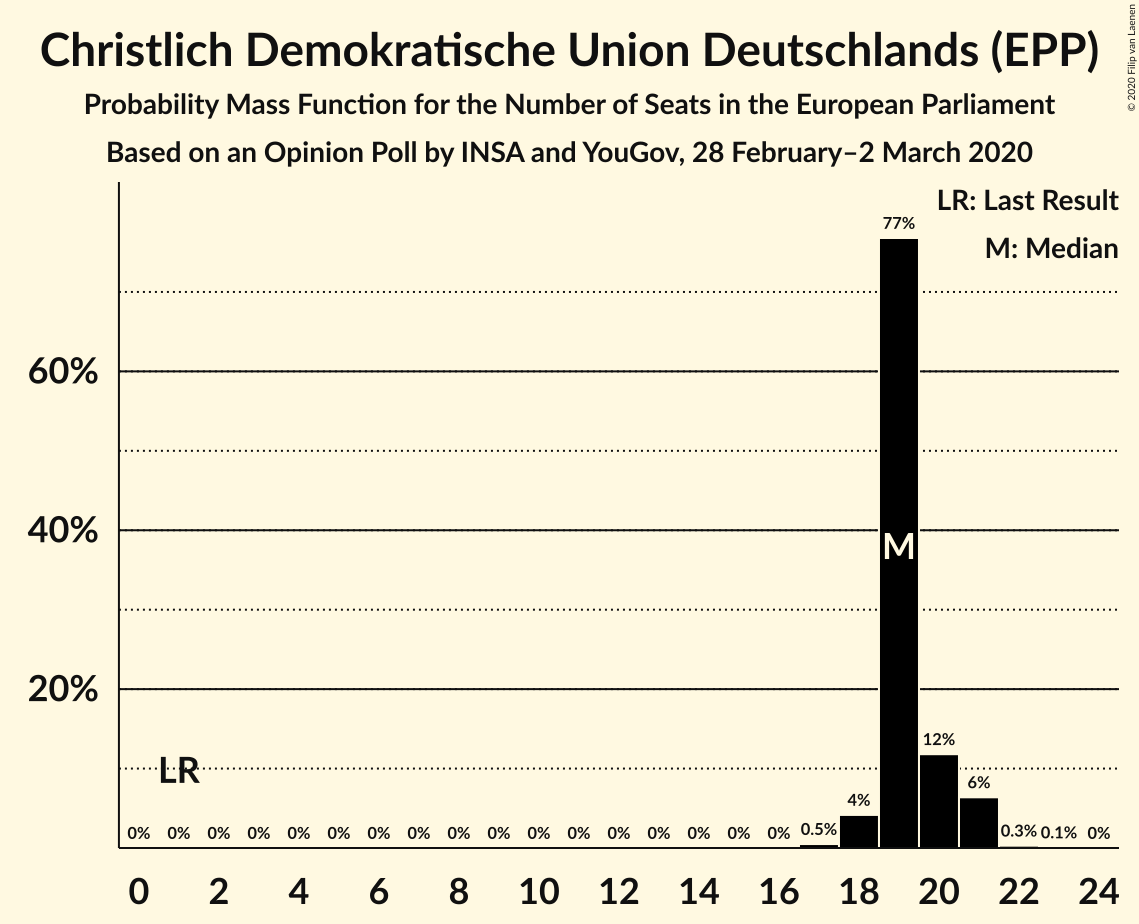 Christlich Demokratische Union Deutschlands (EPP)
Probability Mass Function for the Number of Seats in the European Parliament
Based on an Opinion Poll by INSA and YouGov, 28 February–2 March 2020
© 2020 Filip van Laenen
LR: Last Result
M: Median
77%
60%
40%
M
20%
12%
LR
6%
4%
0% 0% 0% 0% 0% 0% 0% 0% 0% 0% 0% 0% 0% 0% 0% 0% 0% 0.5% 0.3% 0.1% 0%
0 2 4 6 8 10 12 14 16 18 20 22 24